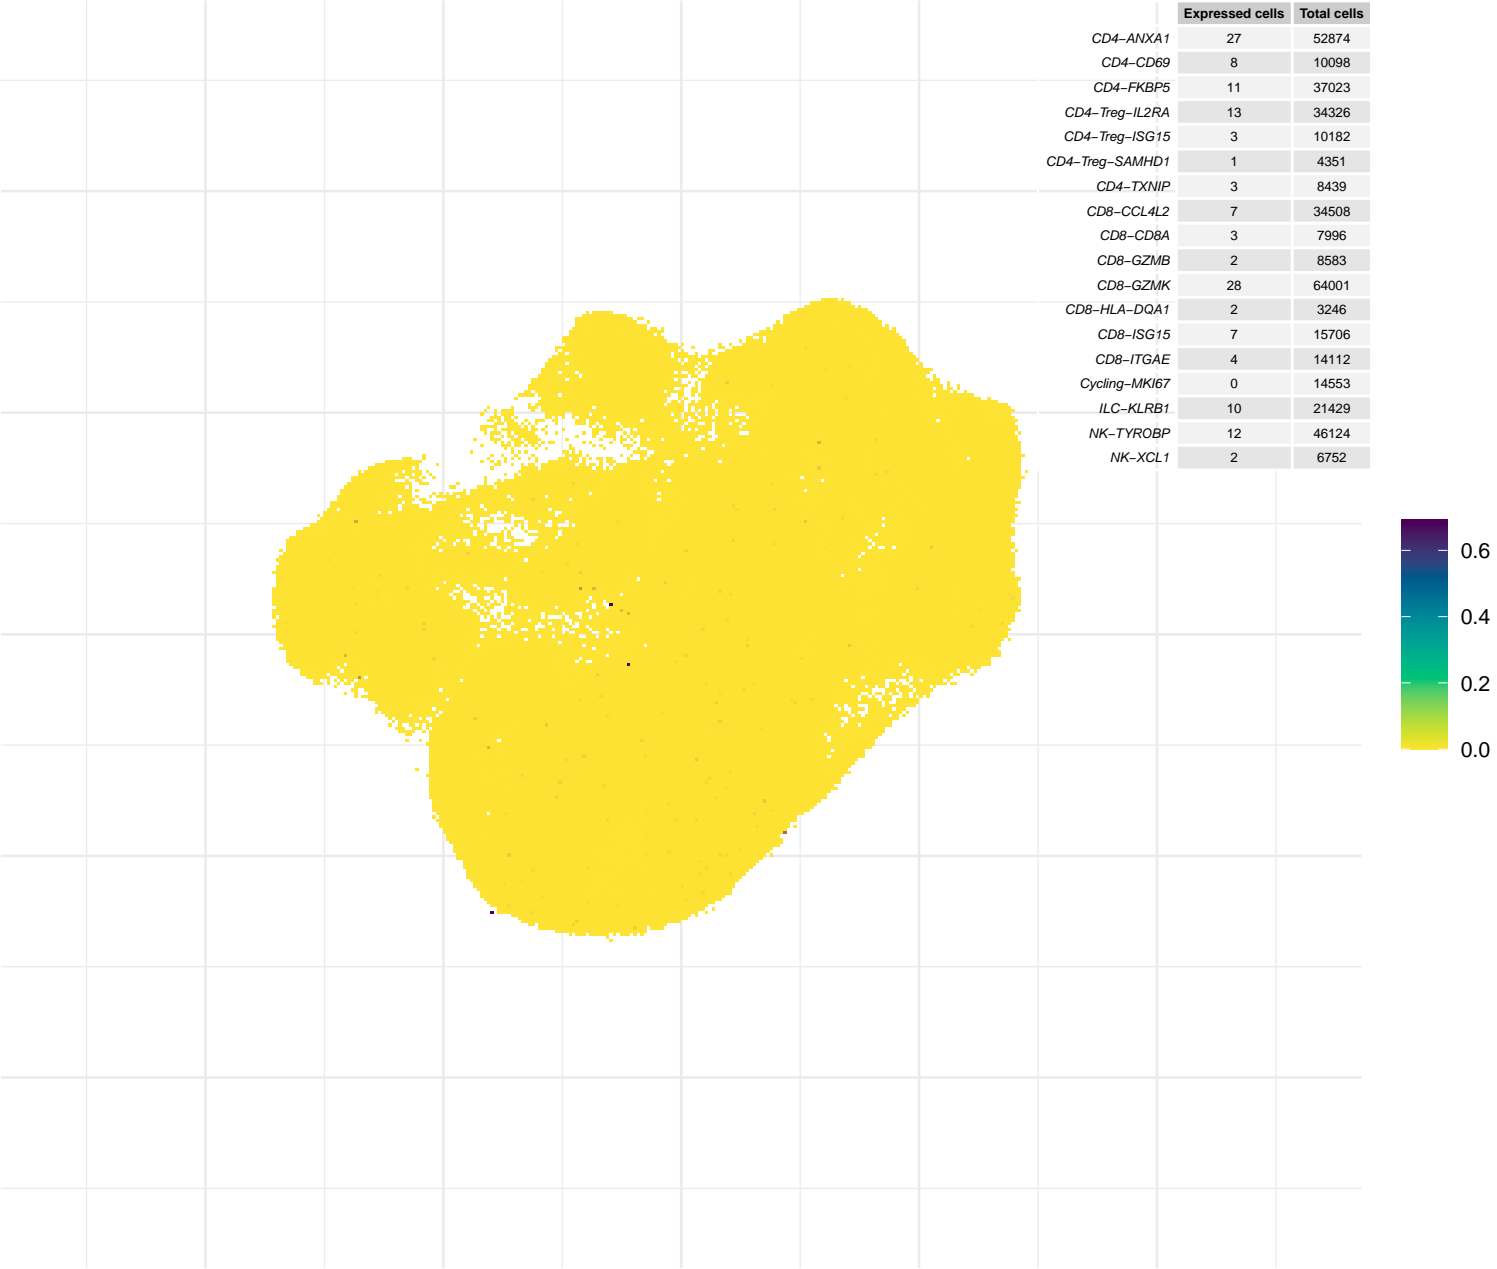 Expressed cells Total cells
CD4−ANXA1 27 52874
CD4−CD69 8 10098
CD4−FKBP5 11 37023
CD4−Treg−IL2RA 13 34326
CD4−Treg−ISG15 3 10182
CD4−Treg−SAMHD1 1 4351
CD4−TXNIP 3 8439
CD8−CCL4L2 7 34508
CD8−CD8A 3 7996
CD8−GZMB 2 8583
CD8−GZMK 28 64001
CD8−HLA−DQA1 2 3246
CD8−ISG15 7 15706
CD8−ITGAE 4 14112
Cycling−MKI67 0 14553
ILC−KLRB1 10 21429
NK−TYROBP 12 46124
NK−XCL1 2 6752
0.6
0.4
0.2
0.0